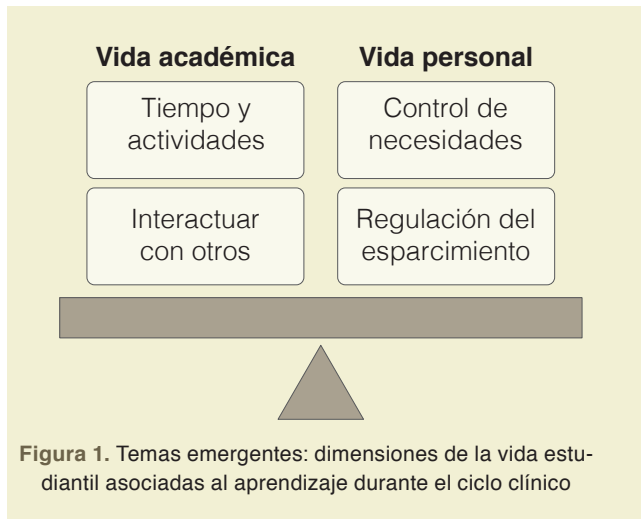 Vida académica
Vida personal
Tiempo y
actividades
Control de
necesidades
Interactuar
con otros
Regulación del
esparcimiento
Figura 1. Temas emergentes: dimensiones de la vida estu-
diantil asociadas al aprendizaje durante el ciclo clínico